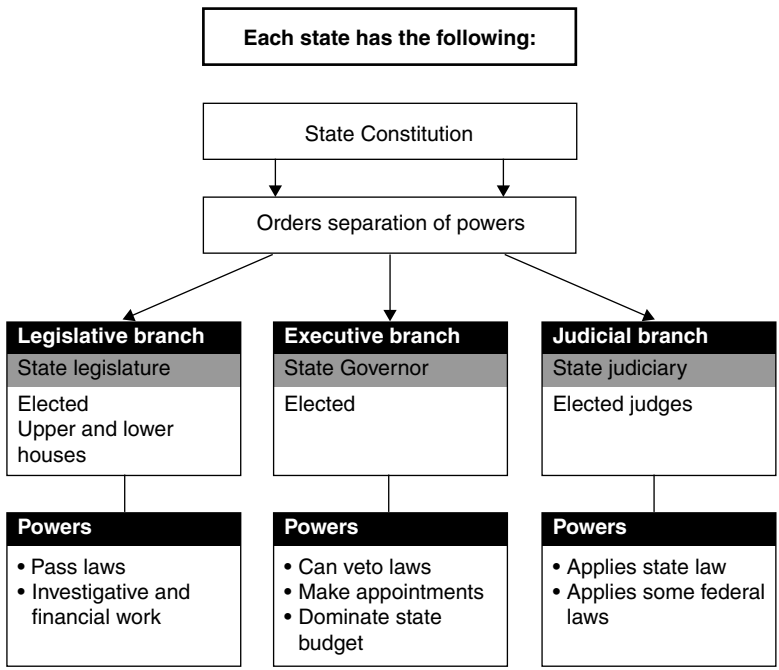 Each state has the following:
State Constitution
Orders separation of powers
Legislative branch
State legislature
Elected
Upper and lower
houses
Executive branch
State Governor
Elected
Judicial branch
State judiciary
Elected judges
Powers
• Pass laws
• Investigative and
financial work
Powers
• Can veto laws
• Make appointments
• Dominate state
budget
Powers
• Applies state law
• Applies some federal
laws